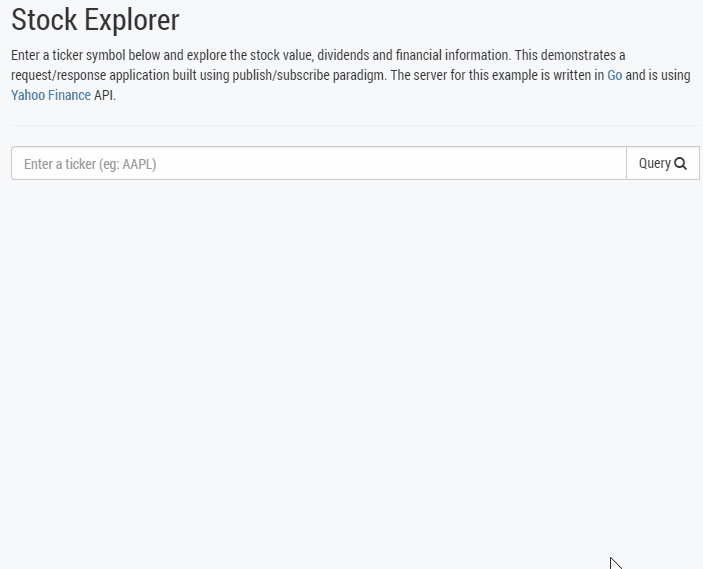 Stock Explorer
Enter a ticker symbol below and explore the stock value, dividends and financial information. This demonstrates a
request/response application built using publish/subscribe paradigm. The server for this example is written in Go and is using
Yahoo Finance API.
Enter a ticker (eg: AAPL)
Query